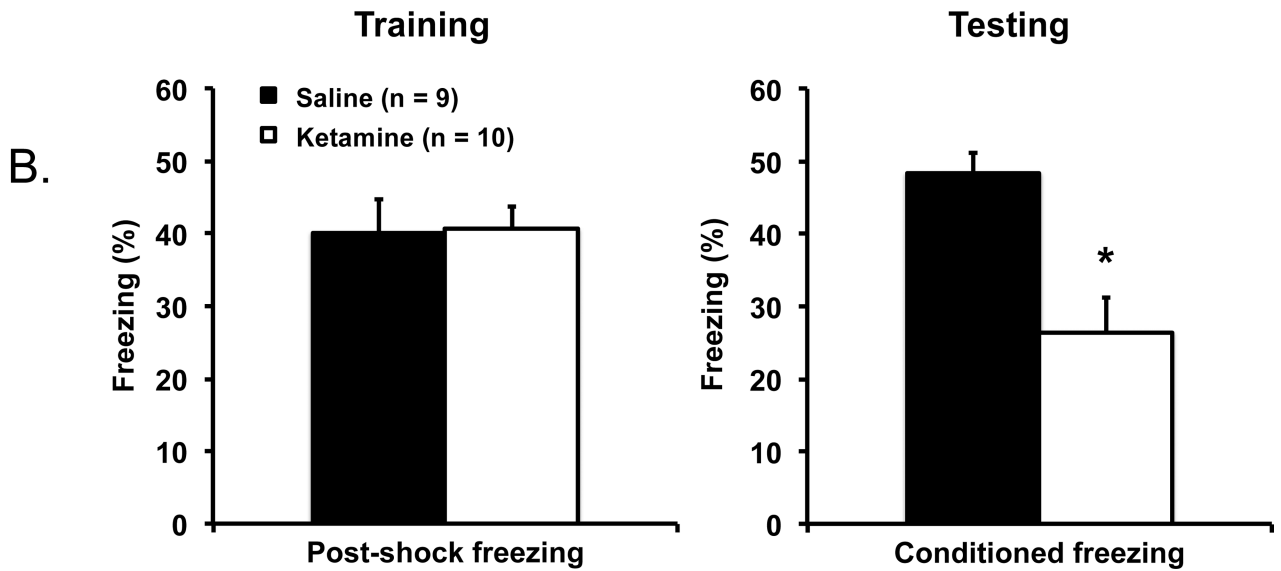 Training
Testing
B.
Freezing (%)
60
50
40
30
20
10
0
Saline (n = 9)
Ketamine (n = 10)
Post-shock freezing
Freezing (%)
60
50
40
30
20
10
0
*
Conditioned freezing